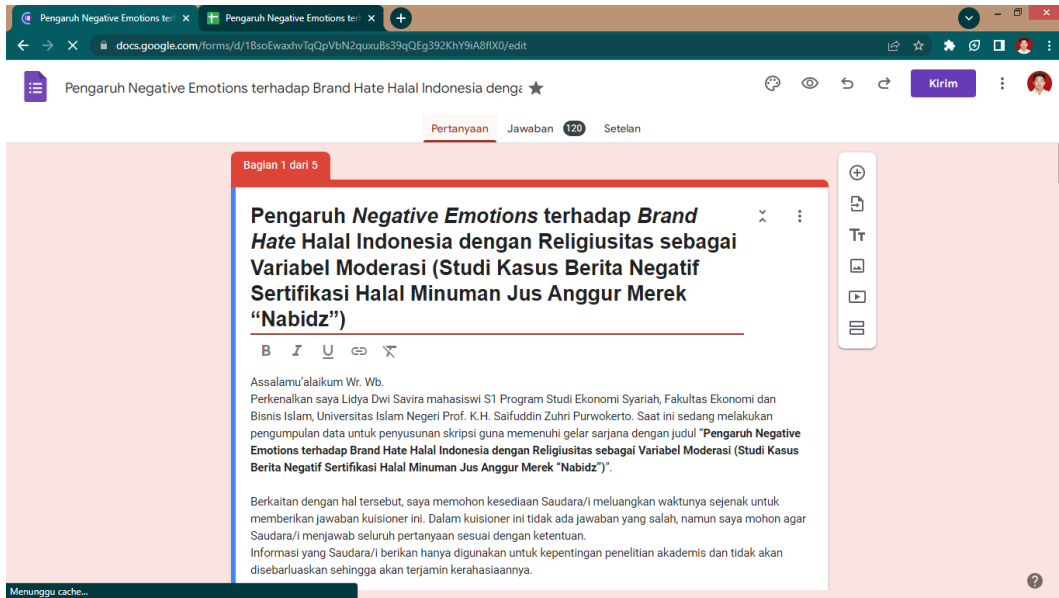 Pengaruh Negative Emotions ter
Pengaruh Negative Emotions ter
docs.google.com/forms/d/1BsoEwaxhvTqQpVbN2quxuBs39qQEg392KhY9iA8fIX0/edit
Pengaruh Negative Emotions terhadap Brand Hate Halal Indonesia denga
Kirim
Pertanyaan Jawaban 120 Setelan
Bagian 1 dari 5
Pengaruh Negative Emotions terhadap Brand
Hate Halal Indonesia dengan Religiusitas sebagai
Variabel Moderasi (Studi Kasus Berita Negatif
Sertifikasi Halal Minuman Jus Anggur Merek
“Nabidz”)
B I U
Assalamu'alaikum Wr. Wb.
Perkenalkan saya Lidya Dwi Savira mahasiswi S1 Program Studi Ekonomi Syariah, Fakultas Ekonomi dan
Bisnis Islam, Universitas Islam Negeri Prof. K.H. Saifuddin Zuhri Purwokerto. Saat ini sedang melakukan
pengumpulan data untuk penyusunan skripsi guna memenuhi gelar sarjana dengan judul “Pengaruh Negative
Emotions terhadap Brand Hate Halal Indonesia dengan Religiusitas sebagai Variabel Moderasi (Studi Kasus
Berita Negatif Sertifikasi Halal Minuman Jus Anggur Merek “Nabidz”)”.
Berkaitan dengan hal tersebut, saya memohon kesediaan Saudara/i meluangkan waktunya sejenak untuk
memberikan jawaban kuisioner ini. Dalam kuisioner ini tidak ada jawaban yang salah, namun saya mohon agar
Saudara/i menjawab seluruh pertanyaan sesuai dengan ketentuan.
Informasi yang Saudara/i berikan hanya digunakan untuk kepentingan penelitian akademis dan tidak akan
disebarluaskan sehingga akan terjamin kerahasiaannya.
Menunggu cache...